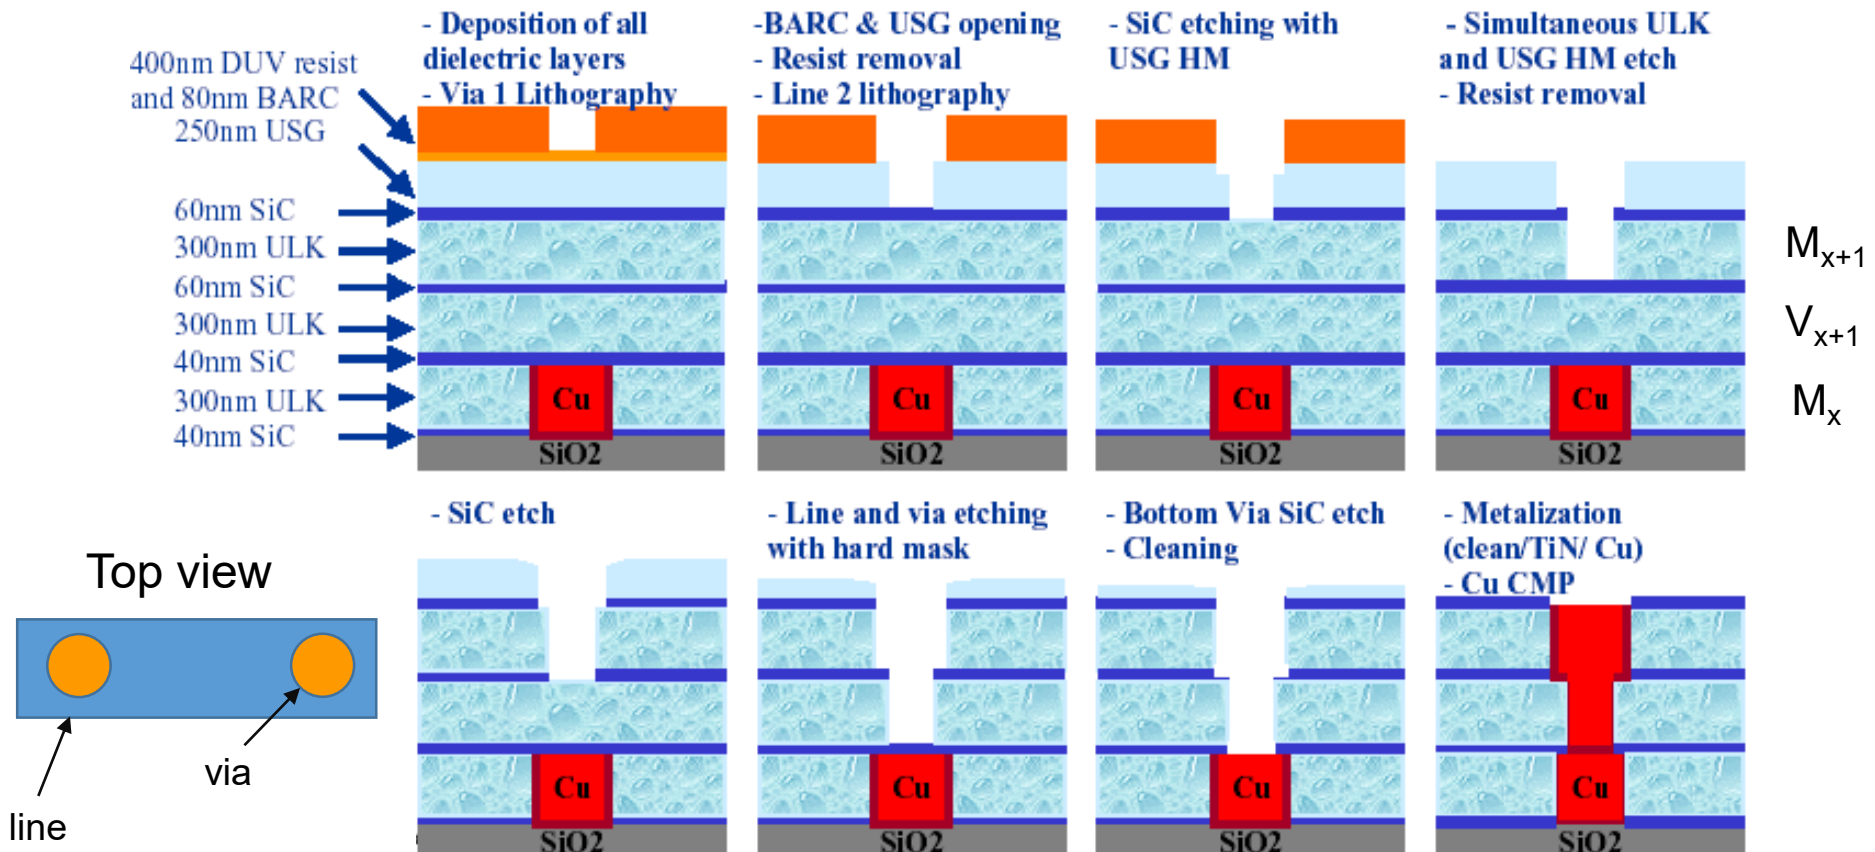 - Deposition of all
dielectric layers
- Via 1 Lithography
-BARC & USG opening
- Resist removal
- Line 2 lithography
- SiC etching with
USG HM
- Simultaneous ULK
and USG HM etch
- Resist removal
400nm DUV resist
and 80nm BARC
250nm USG
60nm SiC
300nm ULK
60nm SiC
300nm ULK
40nm SiC
300nm ULK
40nm SiC
Cu
SiO2
Cu
SiO2
Cu
SiO2
Cu
SiO2
Mx+1
Vx+1
Mx
- SiC etch
- Line and via etching
with hard mask
- Bottom Via SiC etch
- Cleaning
- Metalization
(clean/TiN/ Cu)
- Cu CMP
Top view
via
line
Cu
SiO2
Cu
SiO2
Cu
SiO2
Cu
SiO2